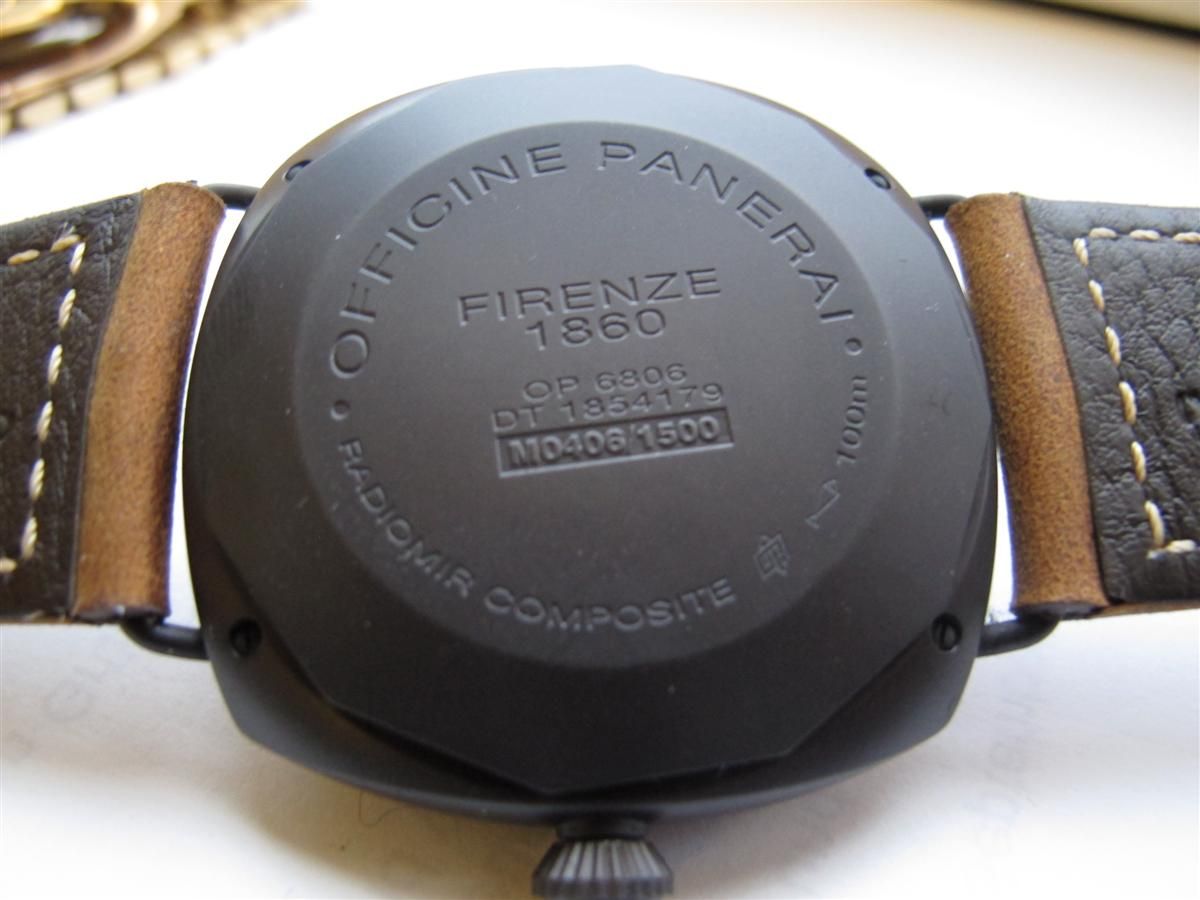 OFFICINE PANERAI
FIRENZE
1860
OP 6806
DT 1854179
M0406/1500
RADIOMIR COMPOSITE
100m